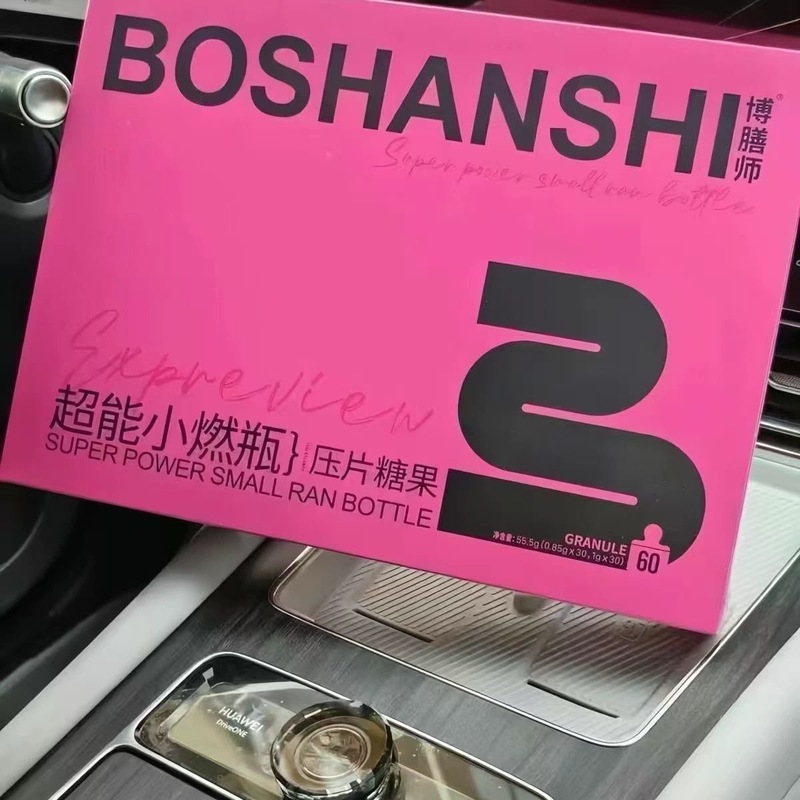 BOSHANSHI
博膳师®
Super power small ran bottle
Expreview
超能小燃瓶} 压片糖果
SUPER POWER SMALL RAN BOTTLE
GRANULE
净含量: 55.5g (0.85g x 30, 1g x 30)
60
HUAWEI
DriveONE